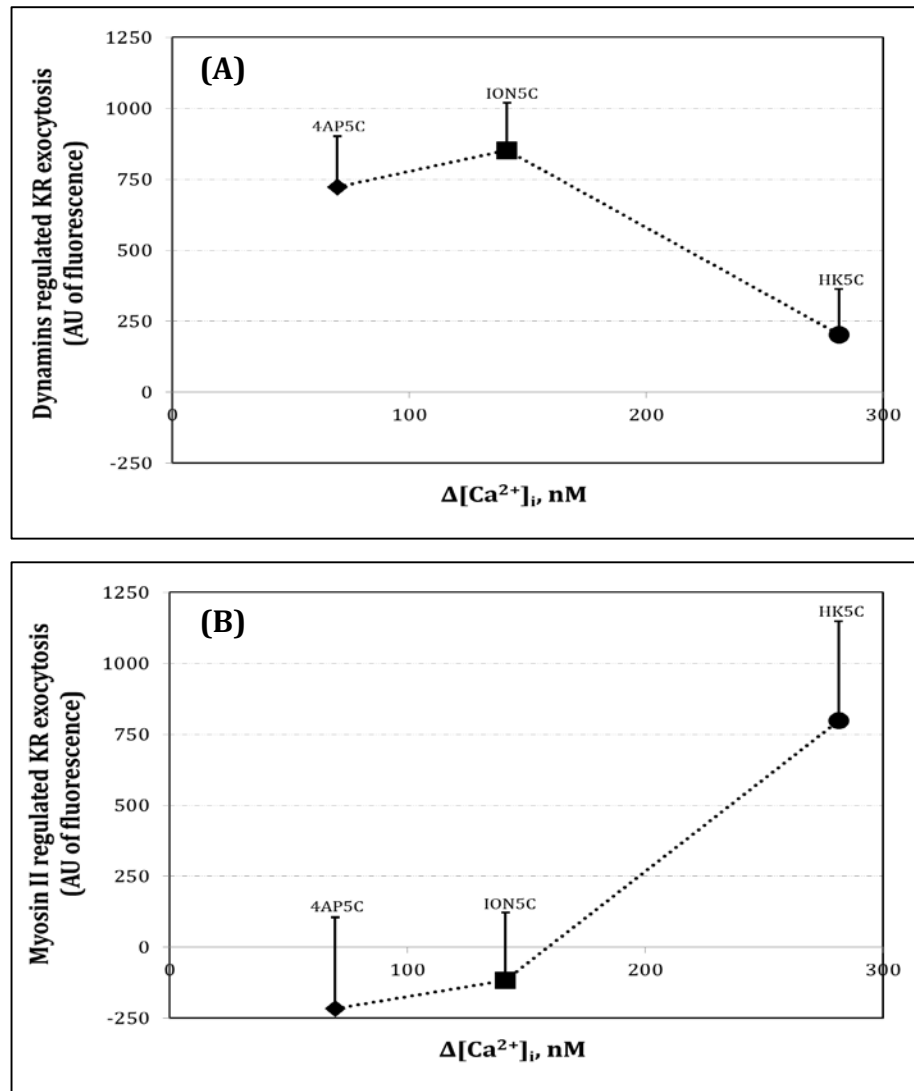 (A)
Dynamins regulated KR exocytosis
(AU of fluorescence)
1250
1000
750
500
250
0
-250
4AP5C
ION5C
HK5C
0
100
200
300
Δ[Ca²⁺]ᵢ, nM
(B)
Myosin II regulated KR exocytosis
(AU of fluorescence)
1250
1000
750
500
250
0
-250
4AP5C
ION5C
HK5C
0
100
200
300
Δ[Ca²⁺]ᵢ, nM